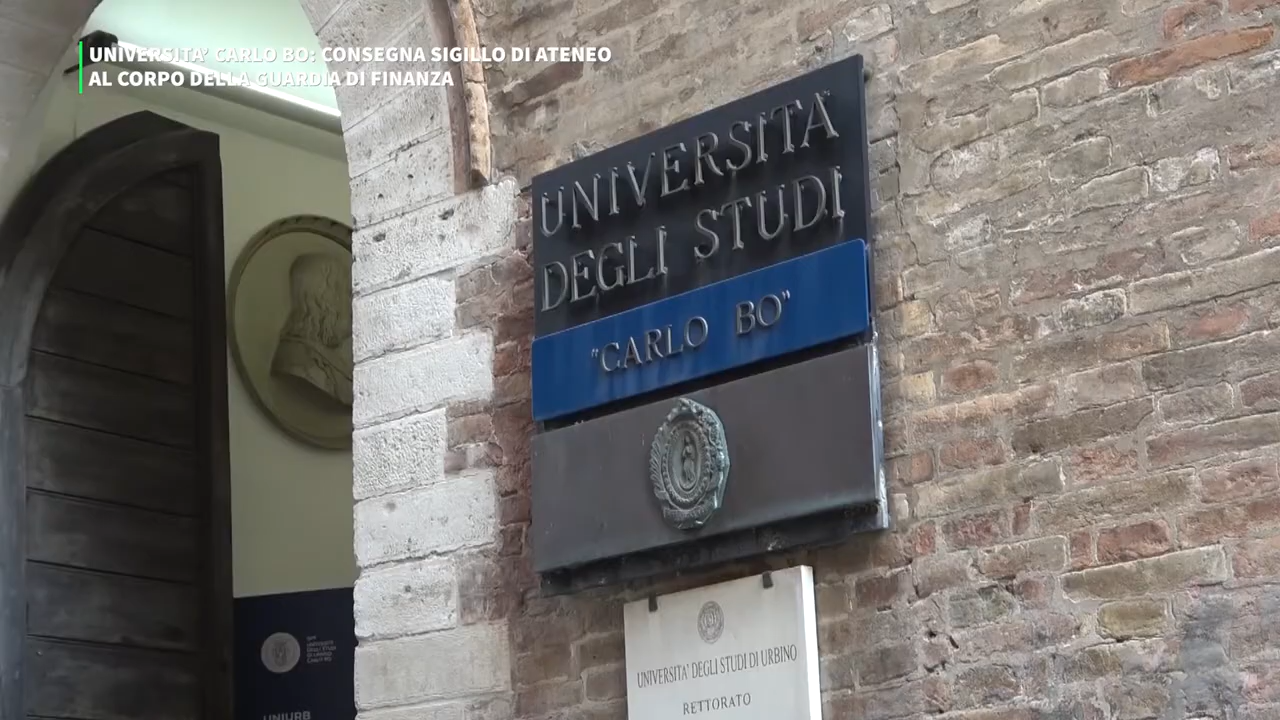 UNIVERSITA' CARLO BO: CONSEGNA SIGILLO DI ATENEO
AL CORPO DELLA GUARDIA DI FINANZA
UNIVERSITÀ
DEGLI STUDI
"CARLO BO"
UNIVERSITA' DEGLI STUDI DI URBINO
RETTORATO
UNIURB